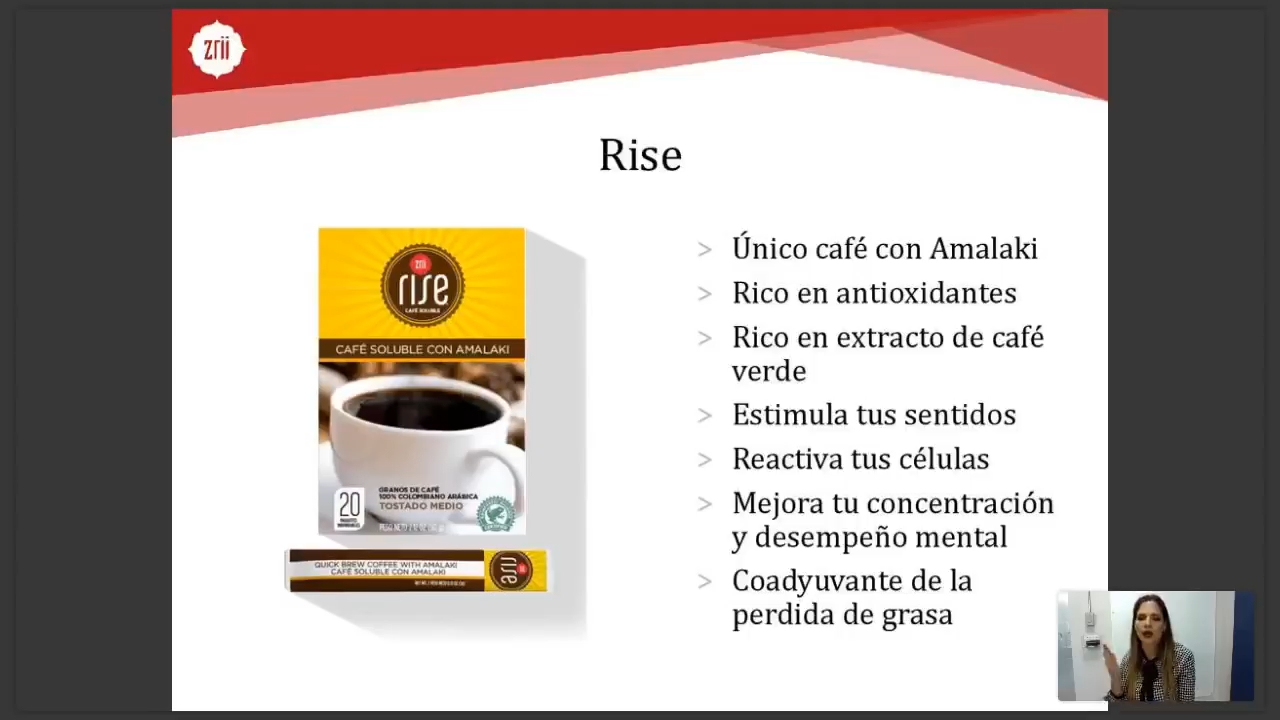 zrii
Rise
zrii
rise
CAFÉ SOLUBLE
CAFÉ SOLUBLE CON AMALAKI
20
GRANOS DE CAFÉ
100% COLOMBIANO ARÁBICA
TOSTADO MEDIO
PESO NETO
QUICK BREW COFFEE WITH AMALAKI
CAFÉ SOLUBLE CON AMALAKI
rise
> Único café con Amalaki
> Rico en antioxidantes
> Rico en extracto de café
verde
> Estimula tus sentidos
> Reactiva tus células
> Mejora tu concentración
y desempeño mental
> Coadyuvante de la
perdida de grasa